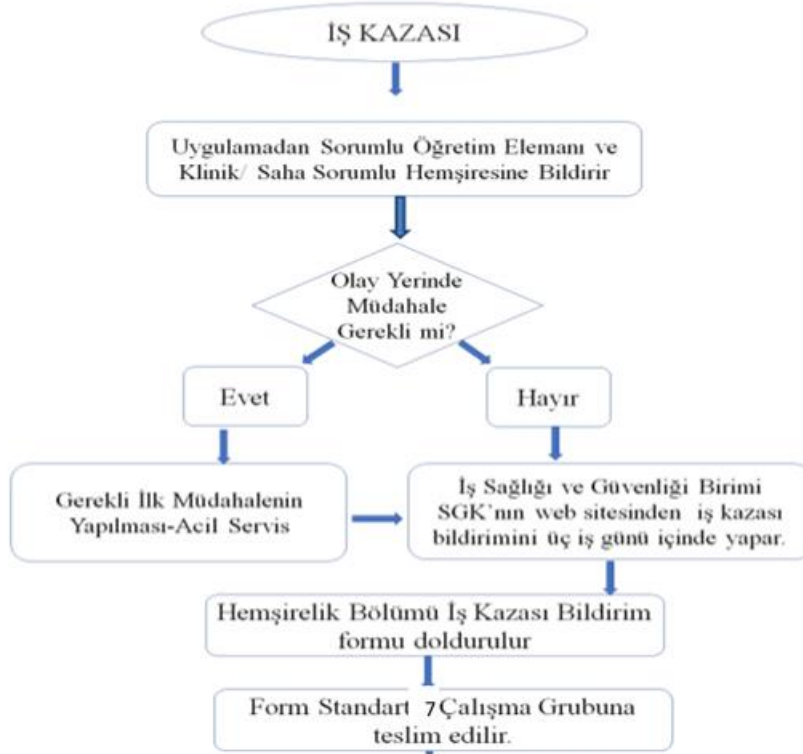 İŞ KAZASI
Uygulamadan Sorumlu Öğretim Elemanı ve
Klinik/ Saha Sorumlu Hemşiresine Bildirir
Olay Yerinde
Müdahale
Gerekli mi?
Evet
Hayır
Gerekli İlk Müdahalenin
Yapılması-Acil Servis
İş Sağlığı ve Güvenliği Birimi
SGK'nın web sitesinden iş kazası
bildirimini üç iş günü içinde yapar.
Hemşirelik Bölümü İş Kazası Bildirim
formu doldurulur
Form Standart 7 Çalışma Grubuna
teslim edilir.